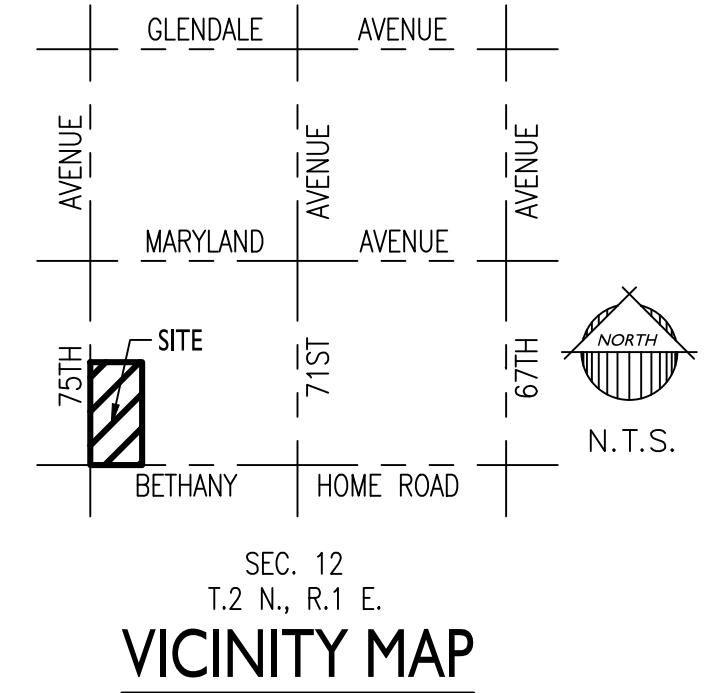 GLENDALE AVENUE
AVENUE
AVENUE
AVENUE
MARYLAND AVENUE
75TH
SITE
71ST
67TH
NORTH
N.T.S.
BETHANY HOME ROAD
SEC. 12
T.2 N., R.1 E.
VICINITY MAP